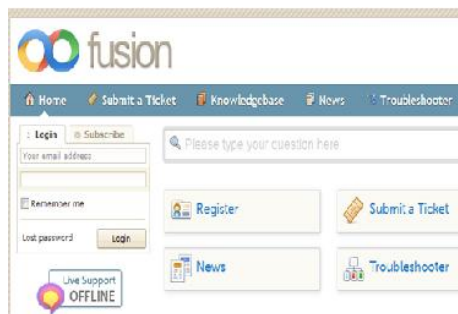 fusion
Home Submit a Ticket Knowledgebase News Troubleshooter
Login Subscribe
Your email address
Please type your question here
Remember me
Lost password Login
Register Submit a Ticket
News Troubleshooter
Live Support
OFFLINE